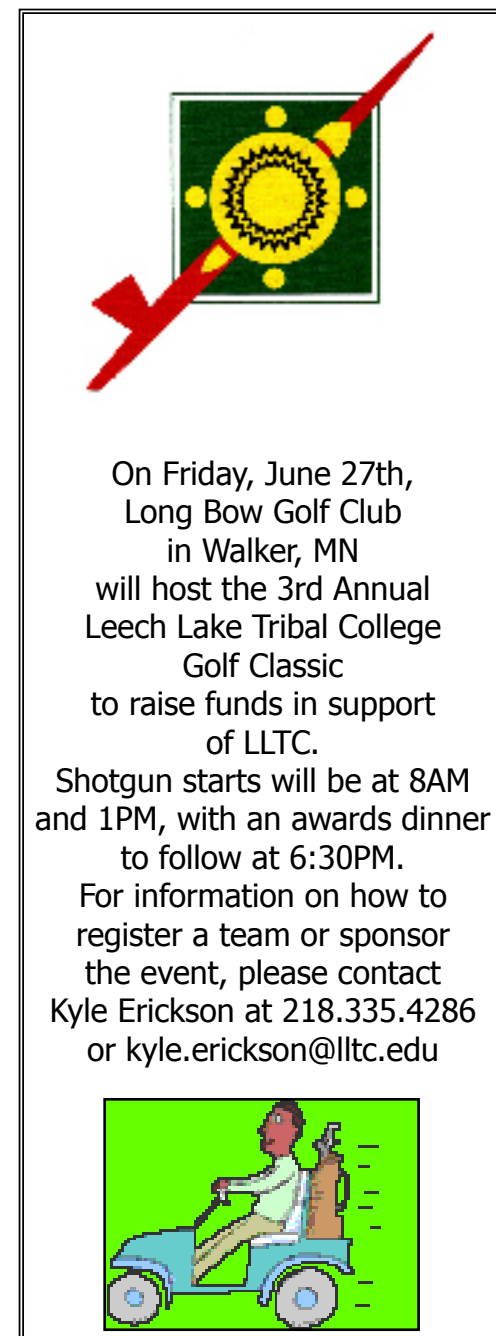 On Friday, June 27th,
Long Bow Golf Club
in Walker, MN
will host the 3rd Annual
Leech Lake Tribal College
Golf Classic
to raise funds in support
of LLTC.
Shotgun starts will be at 8AM
and 1PM, with an awards dinner
to follow at 6:30PM.
For information on how to
register a team or sponsor
the event, please contact
Kyle Erickson at 218.335.4286
or kyle.erickson@lltc.edu